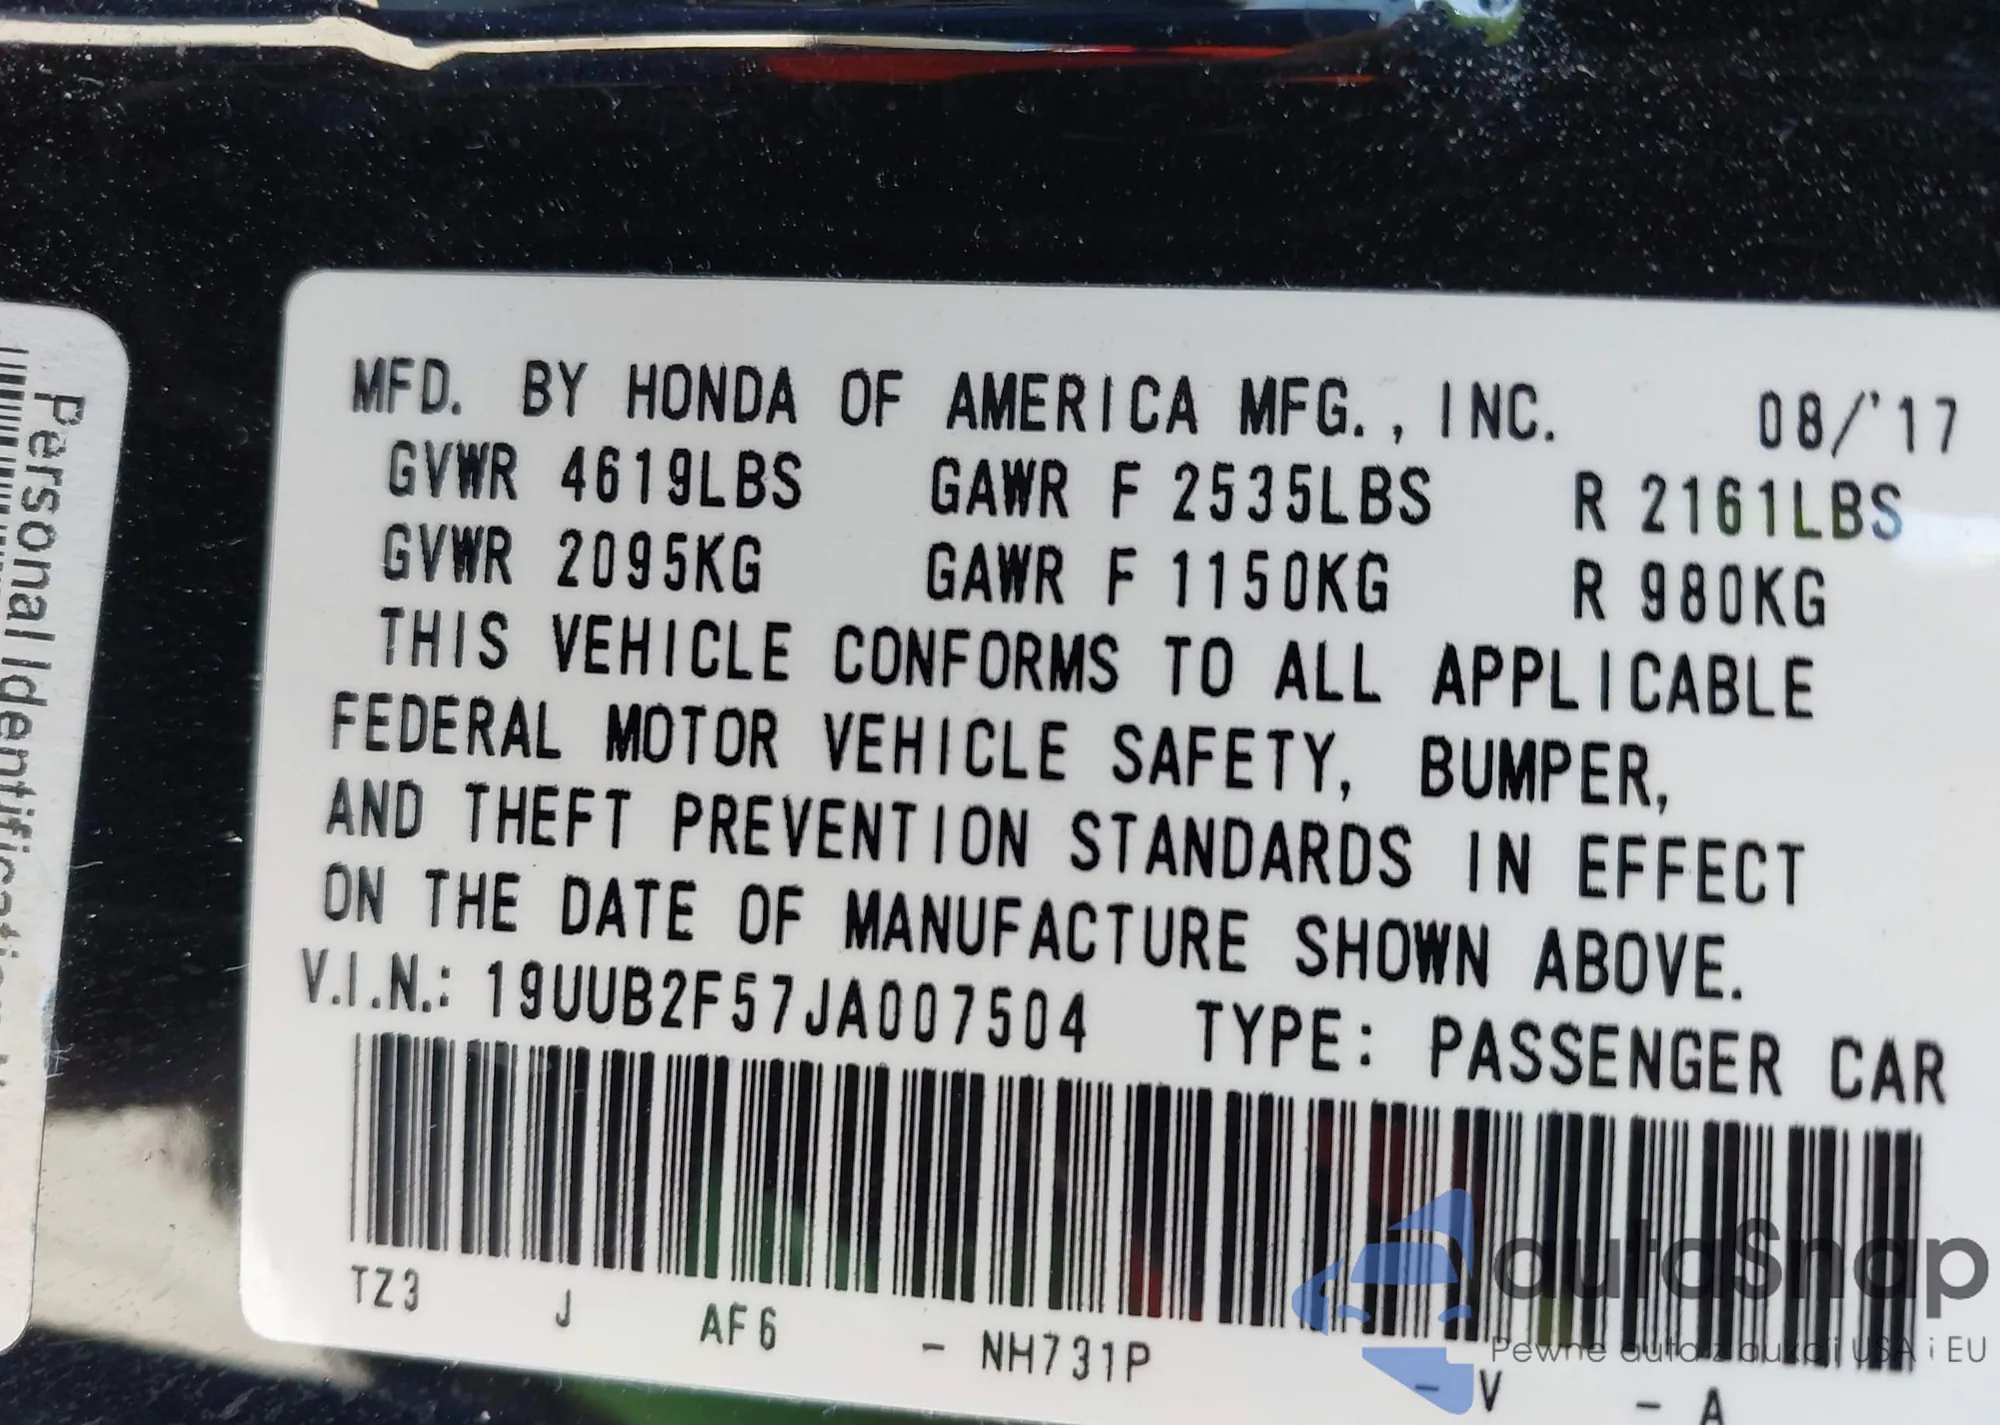 MFD. BY HONDA OF AMERICA MFG., INC. 08/'17
GVWR 4619LBS GAWR F 2535LBS R 2161LBS
GVWR 2095KG GAWR F 1150KG R 980KG
THIS VEHICLE CONFORMS TO ALL APPLICABLE
FEDERAL MOTOR VEHICLE SAFETY, BUMPER,
AND THEFT PREVENTION STANDARDS IN EFFECT
ON THE DATE OF MANUFACTURE SHOWN ABOVE.
V.I.N.: 19UUB2F57JA007504 TYPE: PASSENGER CAR
TZ3 J AF6 - NH731P - V - A
Personal
autaSnap
Pewne auta z aukcji USA i EU